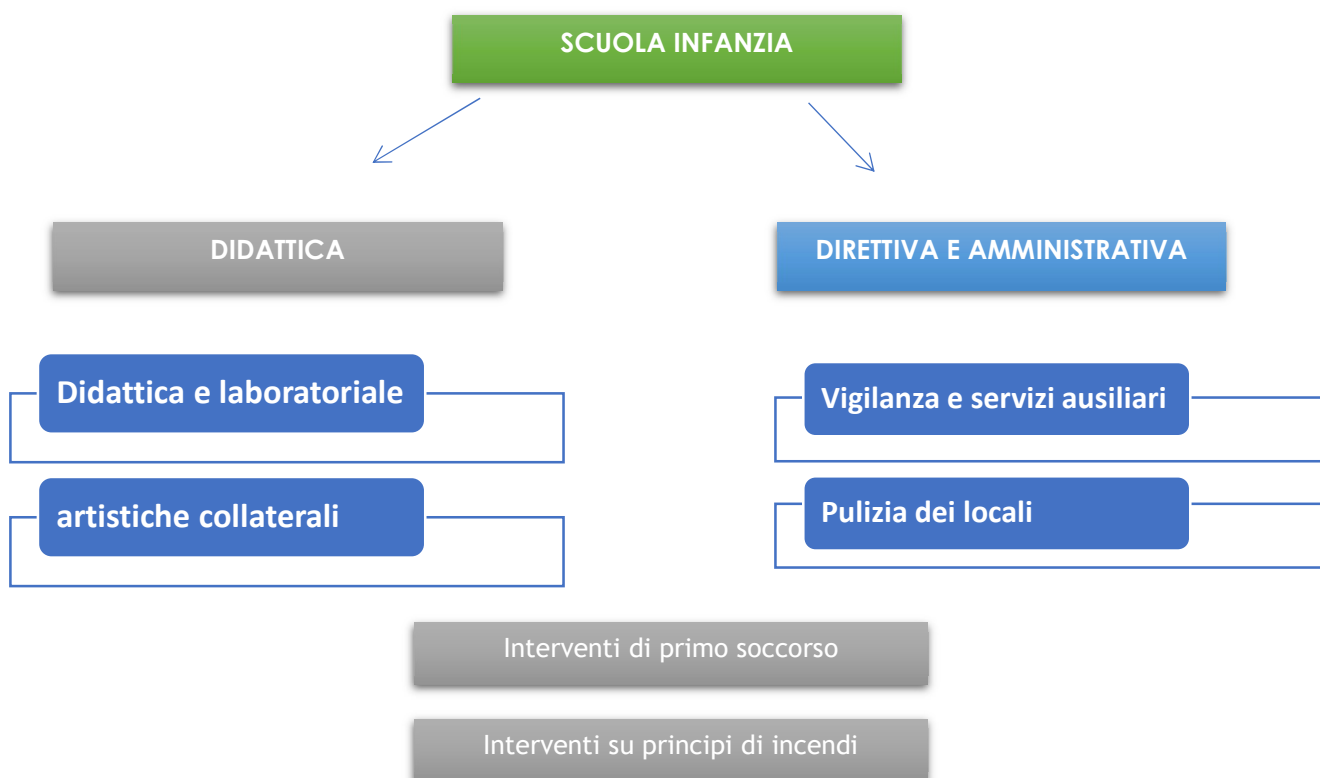 SCUOLA INFANZIA
DIDATTICA
DIRETTIVA E AMMINISTRATIVA
Didattica e laboratoriale
artistiche collaterali
Vigilanza e servizi ausiliari
Pulizia dei locali
Interventi di primo soccorso
Interventi su principi di incendi